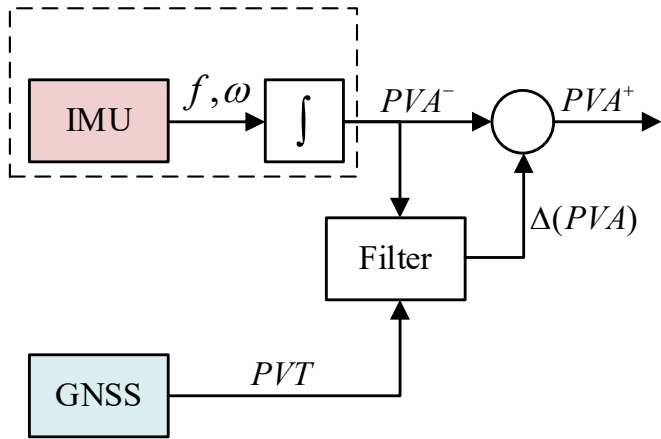 IMU
f, ω
∫
PVA⁻
PVA⁺
Filter
Δ(PVA)
GNSS
PVT